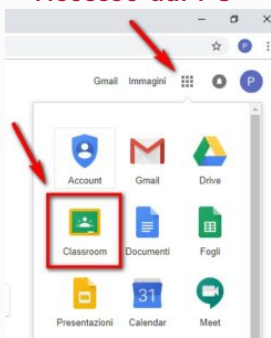 Accesso dal PC
P
Gmail Immagini P
Account Gmail Drive
Classroom Documenti Fogli
31
Presentazioni Calendar Meet